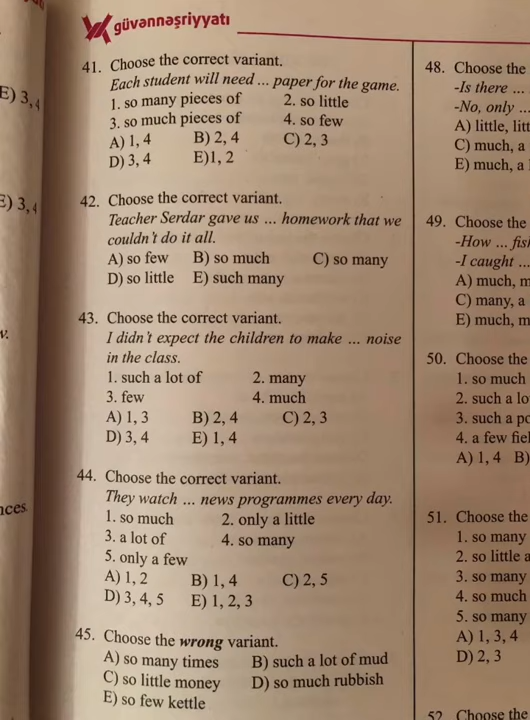 güvənnəşriyyatı
E) 3, 4
E) 3, 4
w.
nces
41. Choose the correct variant.
Each student will need ... paper for the game.
1. so many pieces of 2. so little
3. so much pieces of 4. so few
A) 1, 4 B) 2, 4 C) 2, 3
D) 3, 4 E)1, 2
42. Choose the correct variant.
Teacher Serdar gave us ... homework that we
couldn't do it all.
A) so few B) so much C) so many
D) so little E) such many
43. Choose the correct variant.
I didn't expect the children to make ... noise
in the class.
1. such a lot of 2. many
3. few 4. much
A) 1, 3 B) 2, 4 C) 2, 3
D) 3, 4 E) 1, 4
44. Choose the correct variant.
They watch ... news programmes every day.
1. so much 2. only a little
3. a lot of 4. so many
5. only a few
A) 1, 2 B) 1, 4 C) 2, 5
D) 3, 4, 5 E) 1, 2, 3
45. Choose the wrong variant.
A) so many times B) such a lot of mud
C) so little money D) so much rubbish
E) so few kettle
48. Choose the
-Is there ...
-No, only ...
A) little, litt
C) much, a
E) much, a
49. Choose the
-How ... fish
-I caught ...
A) much, m
C) many, a
E) much, m
50. Choose the
1. so much
2. such a lo
3. such a po
4. a few fiel
A) 1, 4 B)
51. Choose the
1. so many
2. so little a
3. so many
4. so much
5. so many
A) 1, 3, 4
D) 2, 3
52. Choose the